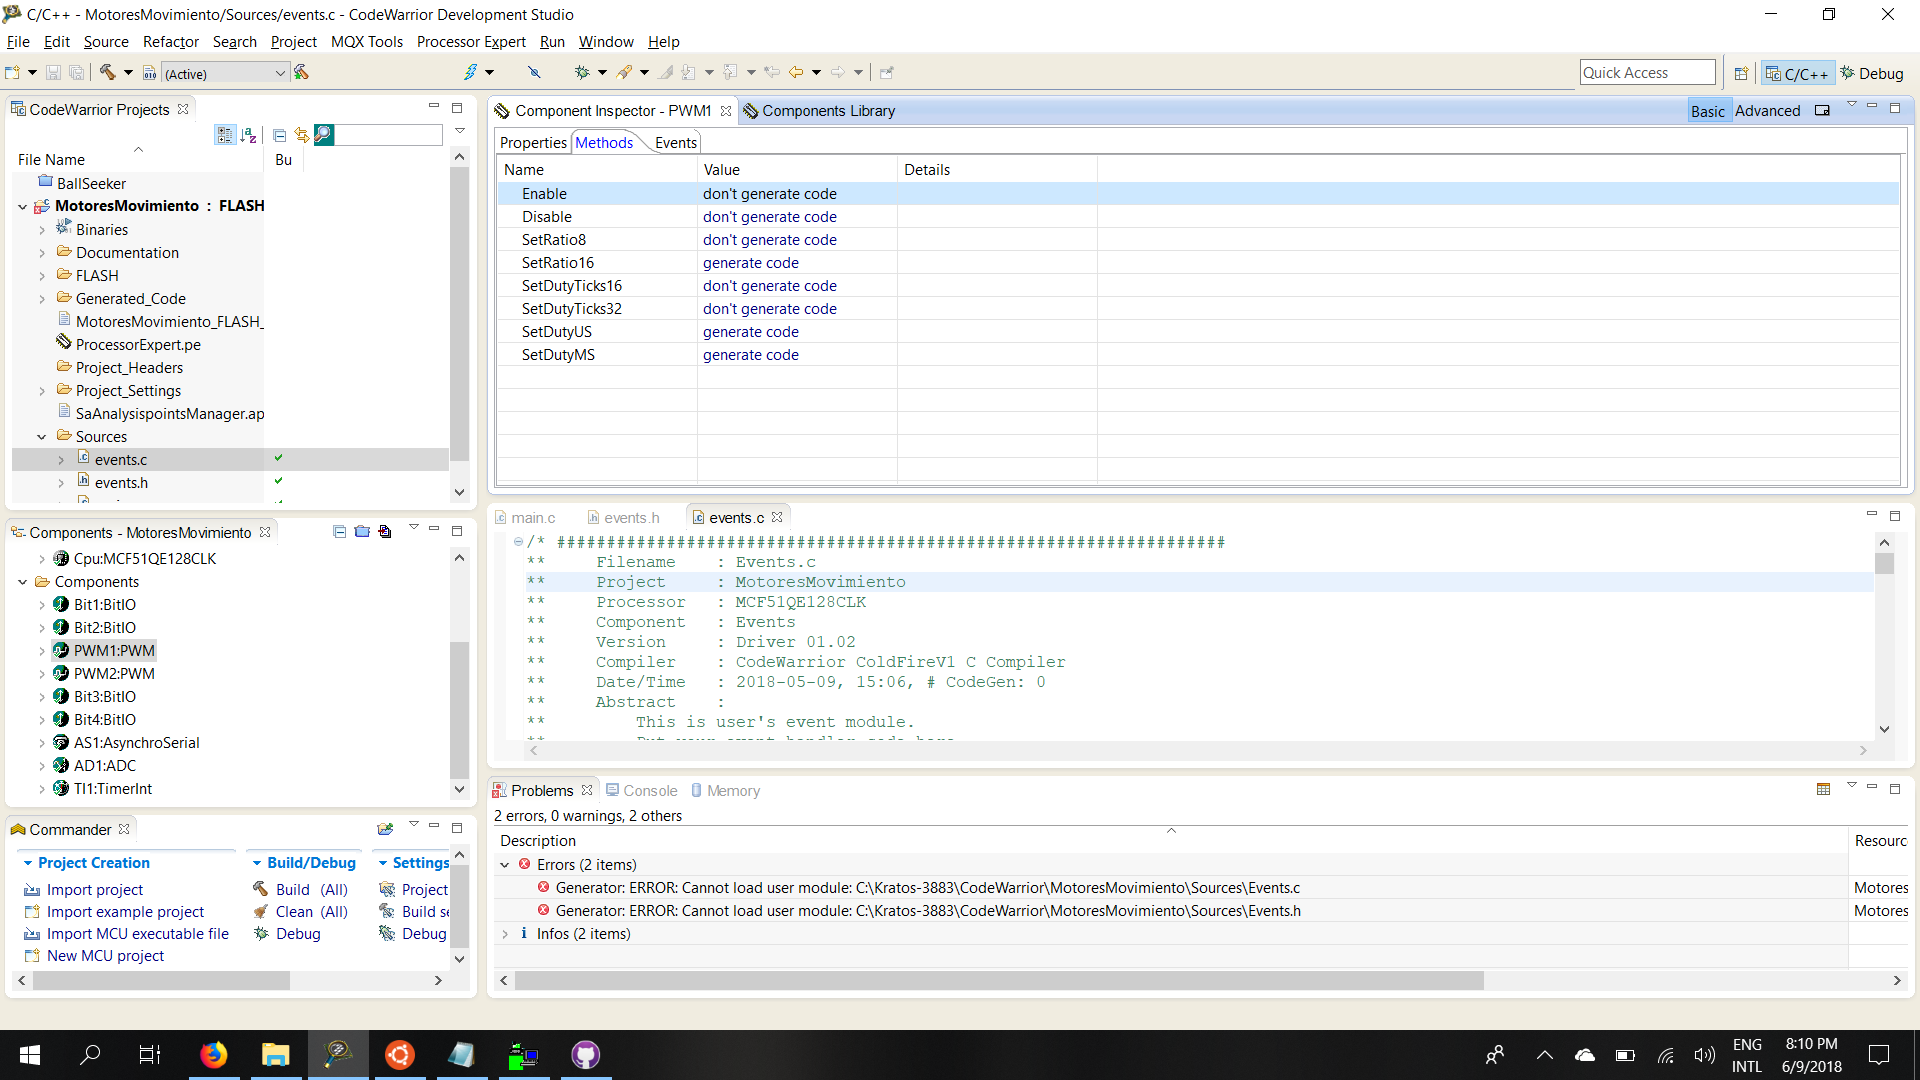 C/C++ - MotoresMovimiento/Sources/events.c - CodeWarrior Development Studio
File Edit Source Refactor Search Project MQX Tools Processor Expert Run Window Help
(Active)
Quick Access
C/C++
Debug
CodeWarrior Projects
File Name
Bu
BallSeeker
MotoresMovimiento : FLASH
Binaries
Documentation
FLASH
Generated_Code
MotoresMovimiento_FLASH_
ProcessorExpert.pe
Project_Headers
Project_Settings
SaAnalysispointsManager.ap
Sources
events.c
events.h
Components - MotoresMovimiento
Cpu:MCF51QE128CLK
Components
Bit1:BitIO
Bit2:BitIO
PWM1:PWM
PWM2:PWM
Bit3:BitIO
Bit4:BitIO
AS1:AsynchroSerial
AD1:ADC
TI1:TimerInt
Commander
Project Creation
Import project
Import example project
Import MCU executable file
New MCU project
Build/Debug
Build (All)
Clean (All)
Debug
Settings
Project
Build se
Debug
Component Inspector - PWM1
Components Library
Basic Advanced
Properties Methods Events
Name Value Details
Enable don't generate code
Disable don't generate code
SetRatio8 don't generate code
SetRatio16 generate code
SetDutyTicks16 don't generate code
SetDutyTicks32 don't generate code
SetDutyUS generate code
SetDutyMS generate code
main.c events.h events.c
/* ###################################################################
** Filename : Events.c
** Project : MotoresMovimiento
** Processor : MCF51QE128CLK
** Component : Events
** Version : Driver 01.02
** Compiler : CodeWarrior ColdFireV1 C Compiler
** Date/Time : 2018-05-09, 15:06, # CodeGen: 0
** Abstract :
** This is user's event module.
** Put your event handler code here
Problems Console Memory
2 errors, 0 warnings, 2 others
Description
Resourc
Errors (2 items)
Generator: ERROR: Cannot load user module: C:\Kratos-3883\CodeWarrior\MotoresMovimiento\Sources\Events.c
Motores
Generator: ERROR: Cannot load user module: C:\Kratos-3883\CodeWarrior\MotoresMovimiento\Sources\Events.h
Motores
Infos (2 items)
ENG
INTL
8:10 PM
6/9/2018